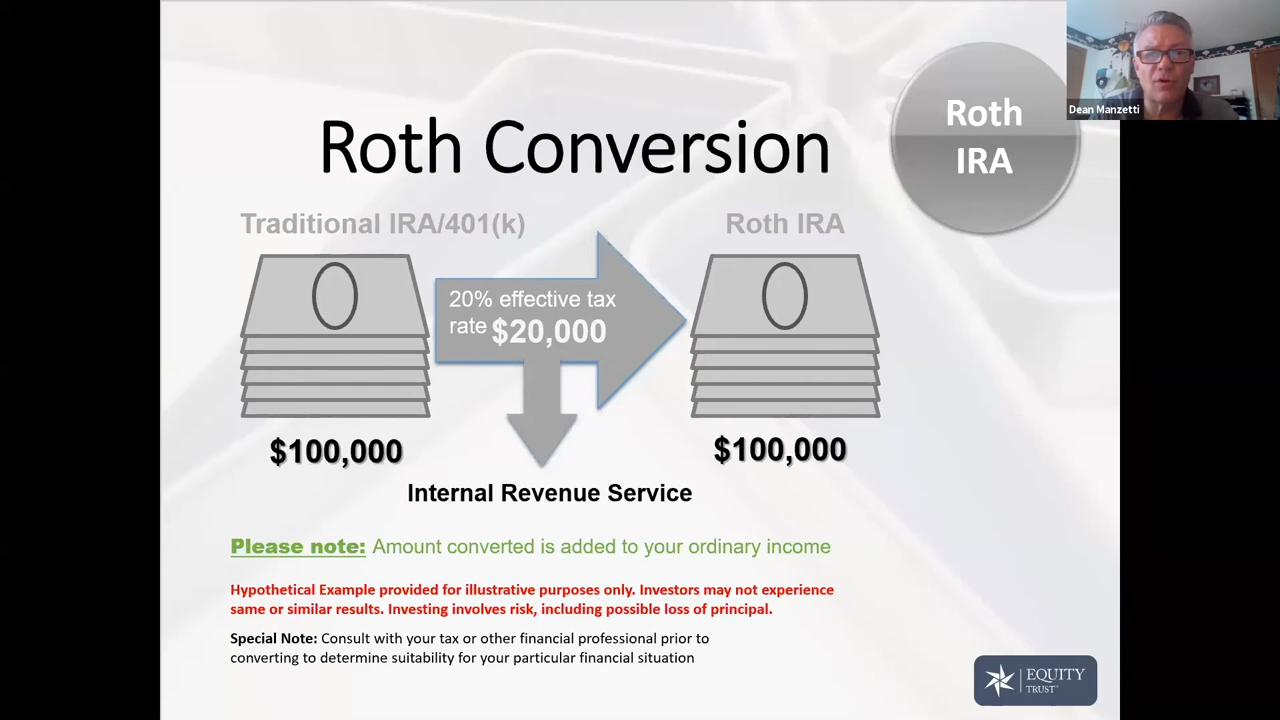 Roth
IRA
Dean Manzetti
Roth Conversion
Traditional IRA/401(k)
Roth IRA
20% effective tax
rate $20,000
$100,000
$100,000
Internal Revenue Service
Please note: Amount converted is added to your ordinary income
Hypothetical Example provided for illustrative purposes only. Investors may not experience
same or similar results. Investing involves risk, including possible loss of principal.
Special Note: Consult with your tax or other financial professional prior to
converting to determine suitability for your particular financial situation
EQUITY
TRUST